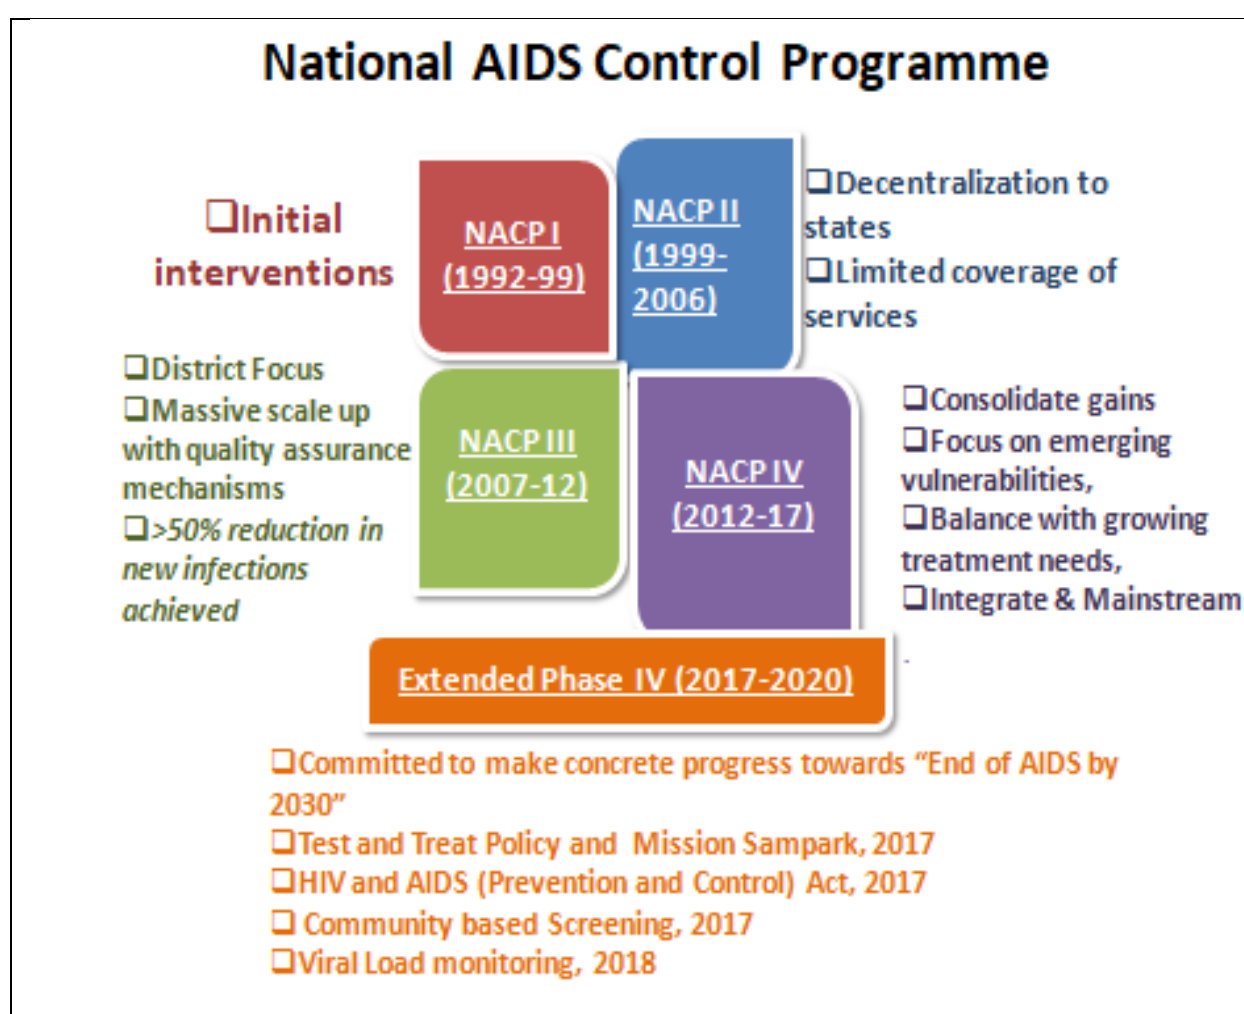 National AIDS Control Programme
❑Initial
interventions
NACP I
(1992-99)
NACP II
(1999-
2006)
❑Decentralization to
states
❑Limited coverage of
services
❑District Focus
❑Massive scale up
with quality assurance
mechanisms
❑>50% reduction in
new infections
achieved
NACP III
(2007-12)
NACP IV
(2012-17)
❑Consolidate gains
❑Focus on emerging
vulnerabilities,
❑Balance with growing
treatment needs,
❑Integrate & Mainstream
.
Extended Phase IV (2017-2020)
❑Committed to make concrete progress towards “End of AIDS by
2030”
❑Test and Treat Policy and Mission Sampark, 2017
❑HIV and AIDS (Prevention and Control) Act, 2017
❑ Community based Screening, 2017
❑Viral Load monitoring, 2018